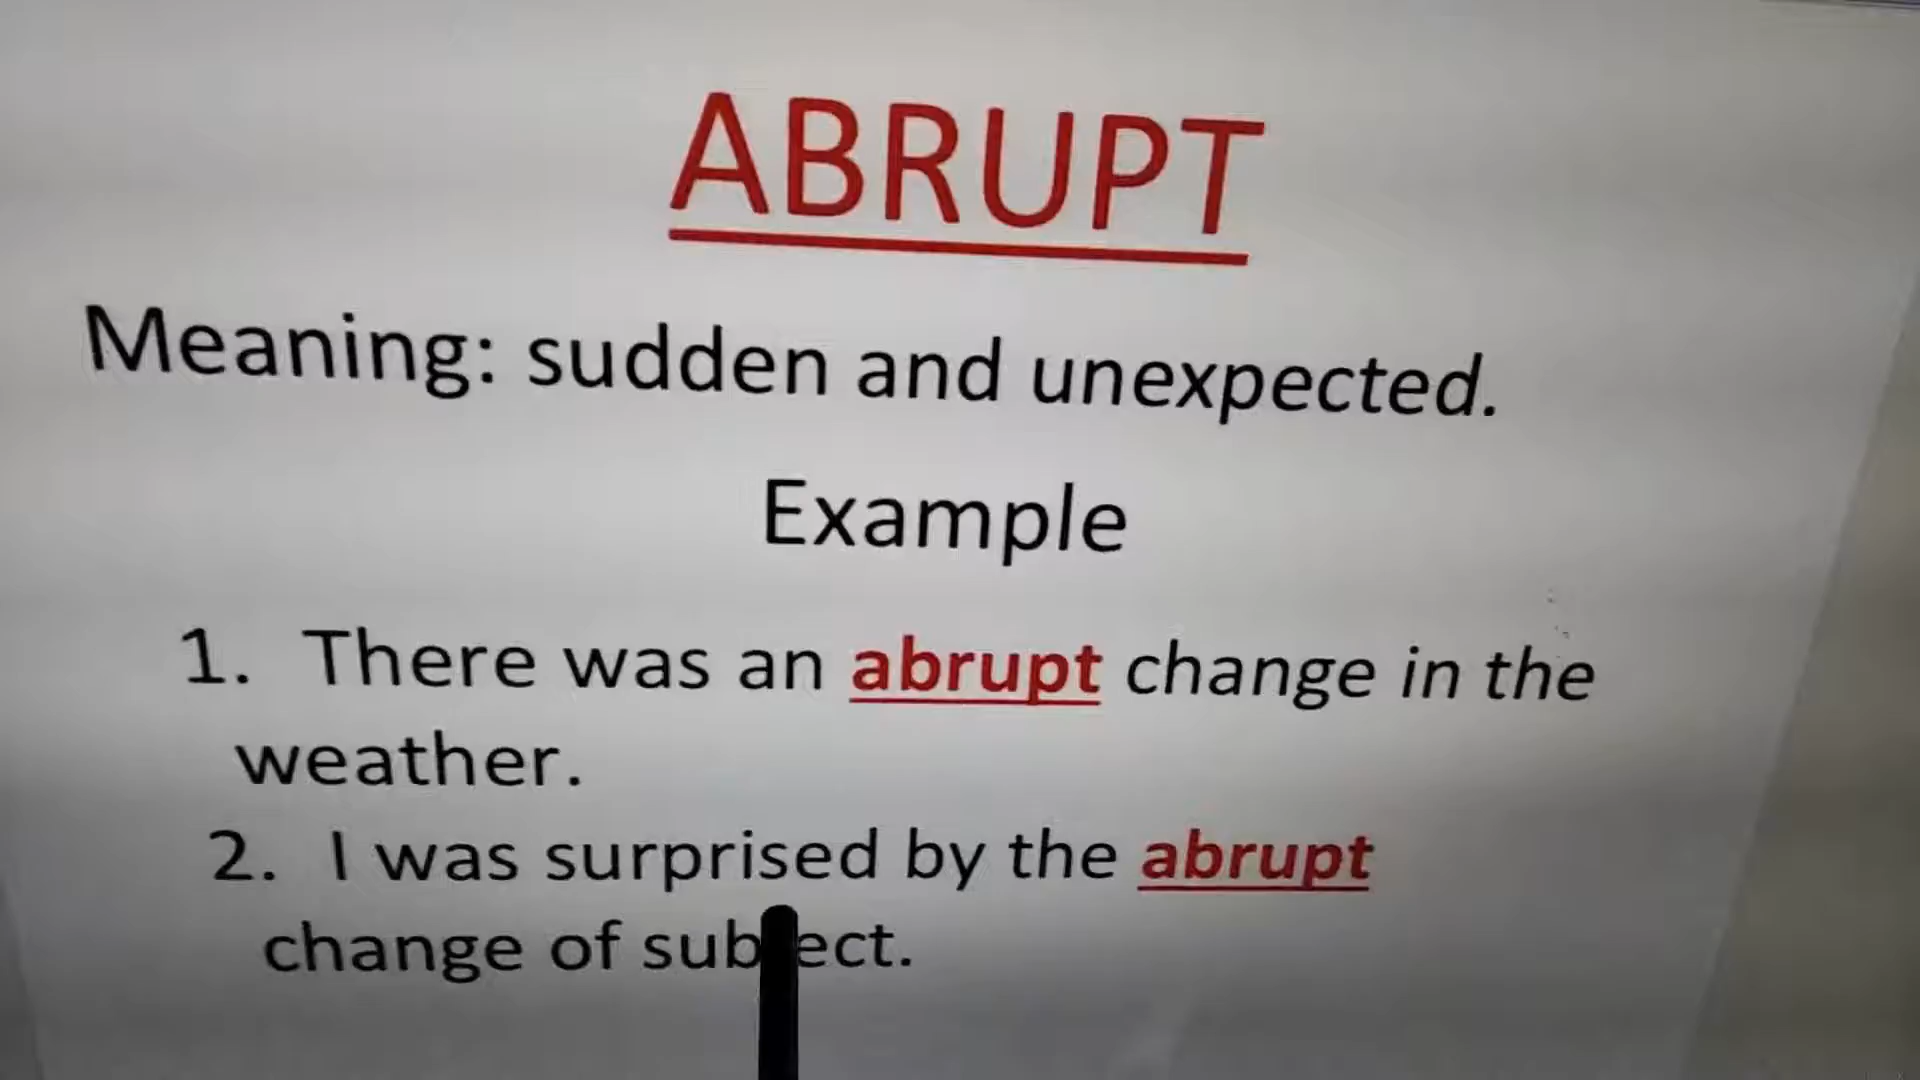 ABRUPT
Meaning: sudden and unexpected.
Example
1. There was an abrupt change in the
weather.
2. I was surprised by the abrupt
change of subject.